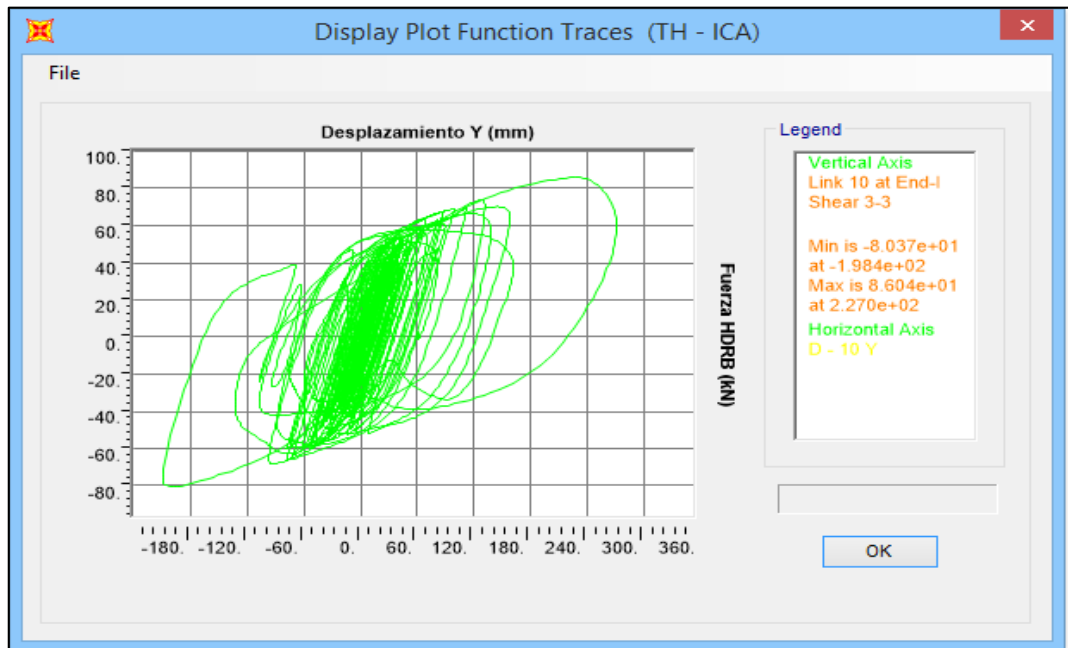 Display Plot Function Traces (TH - ICA)
File
Desplazamiento Y (mm)
100.
80.
60.
40.
20.
0.
-20.
-40.
-60.
-80.
-180. -120. -60. 0. 60. 120. 180. 240. 300. 360.
Fuerza HDRB (kN)
Legend
Vertical Axis
Link 10 at End-I
Shear 3-3
Min is -8.037e+01
at -1.984e+02
Max is 8.604e+01
at 2.270e+02
Horizontal Axis
D - 10 Y
OK